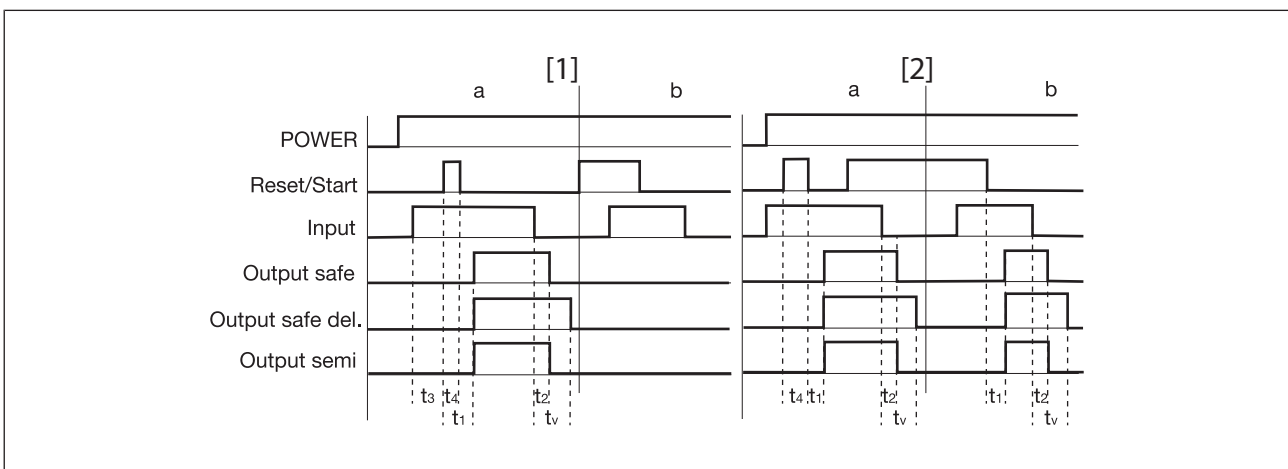 [1]
[2]
a
b
a
b
POWER
Reset/Start
Input
Output safe
Output safe del.
Output semi
t3 t4 t2 t4 t1 t2 t1 t2
t1 tv tv tv